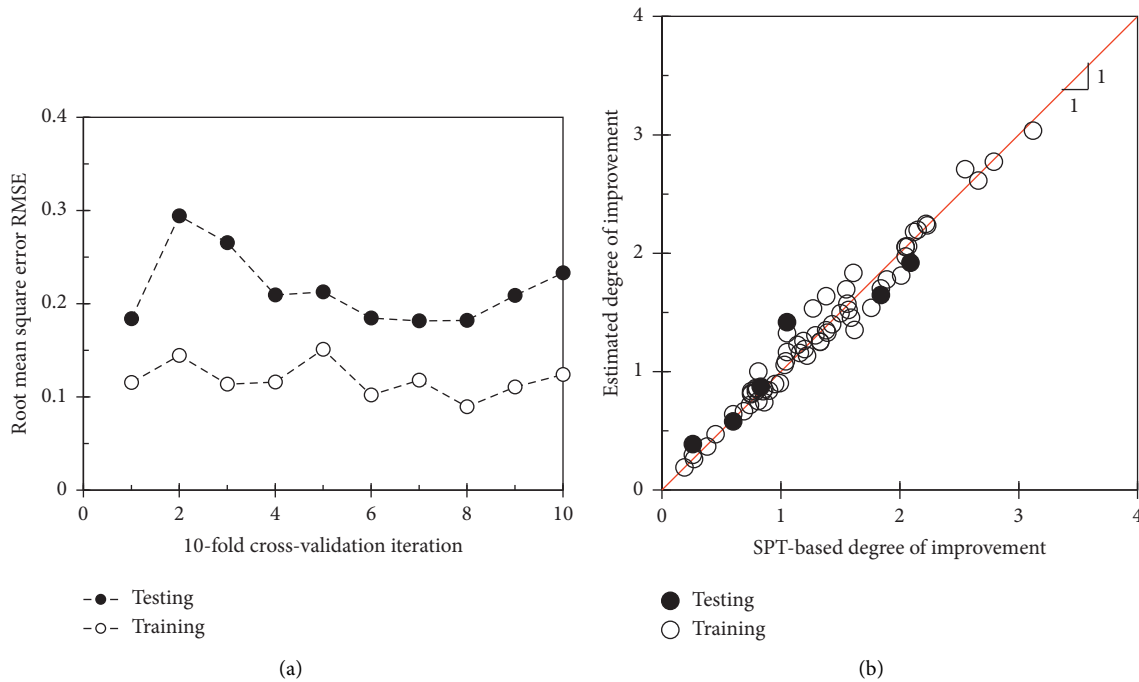 0.4
0.3
0.2
0.1
0
0
2
4
6
8
10
Root mean square error RMSE
10-fold cross-validation iteration
Testing
Training
(a)
4
3
2
1
0
0
1
2
3
4
1
1
Estimated degree of improvement
SPT-based degree of improvement
Testing
Training
(b)